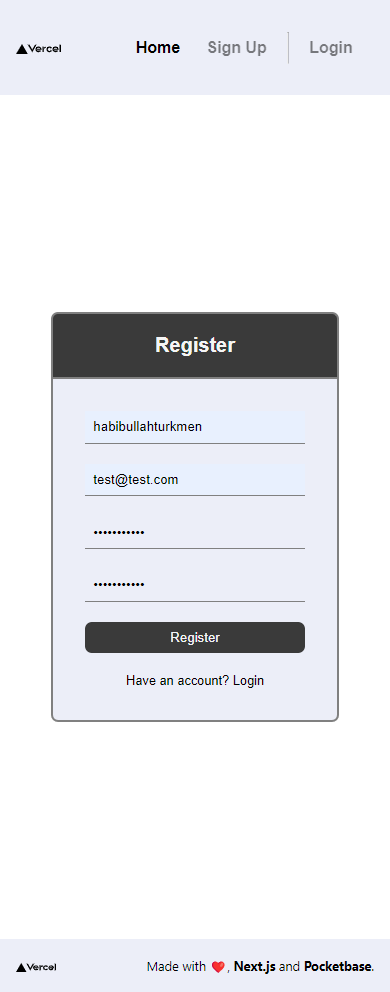 Vercel Home Sign Up Login
Register
habibullahturkmen
test@test.com
•••••••••••
•••••••••••
Register
Have an account? Login
Vercel Made with ❤️, Next.js and Pocketbase.